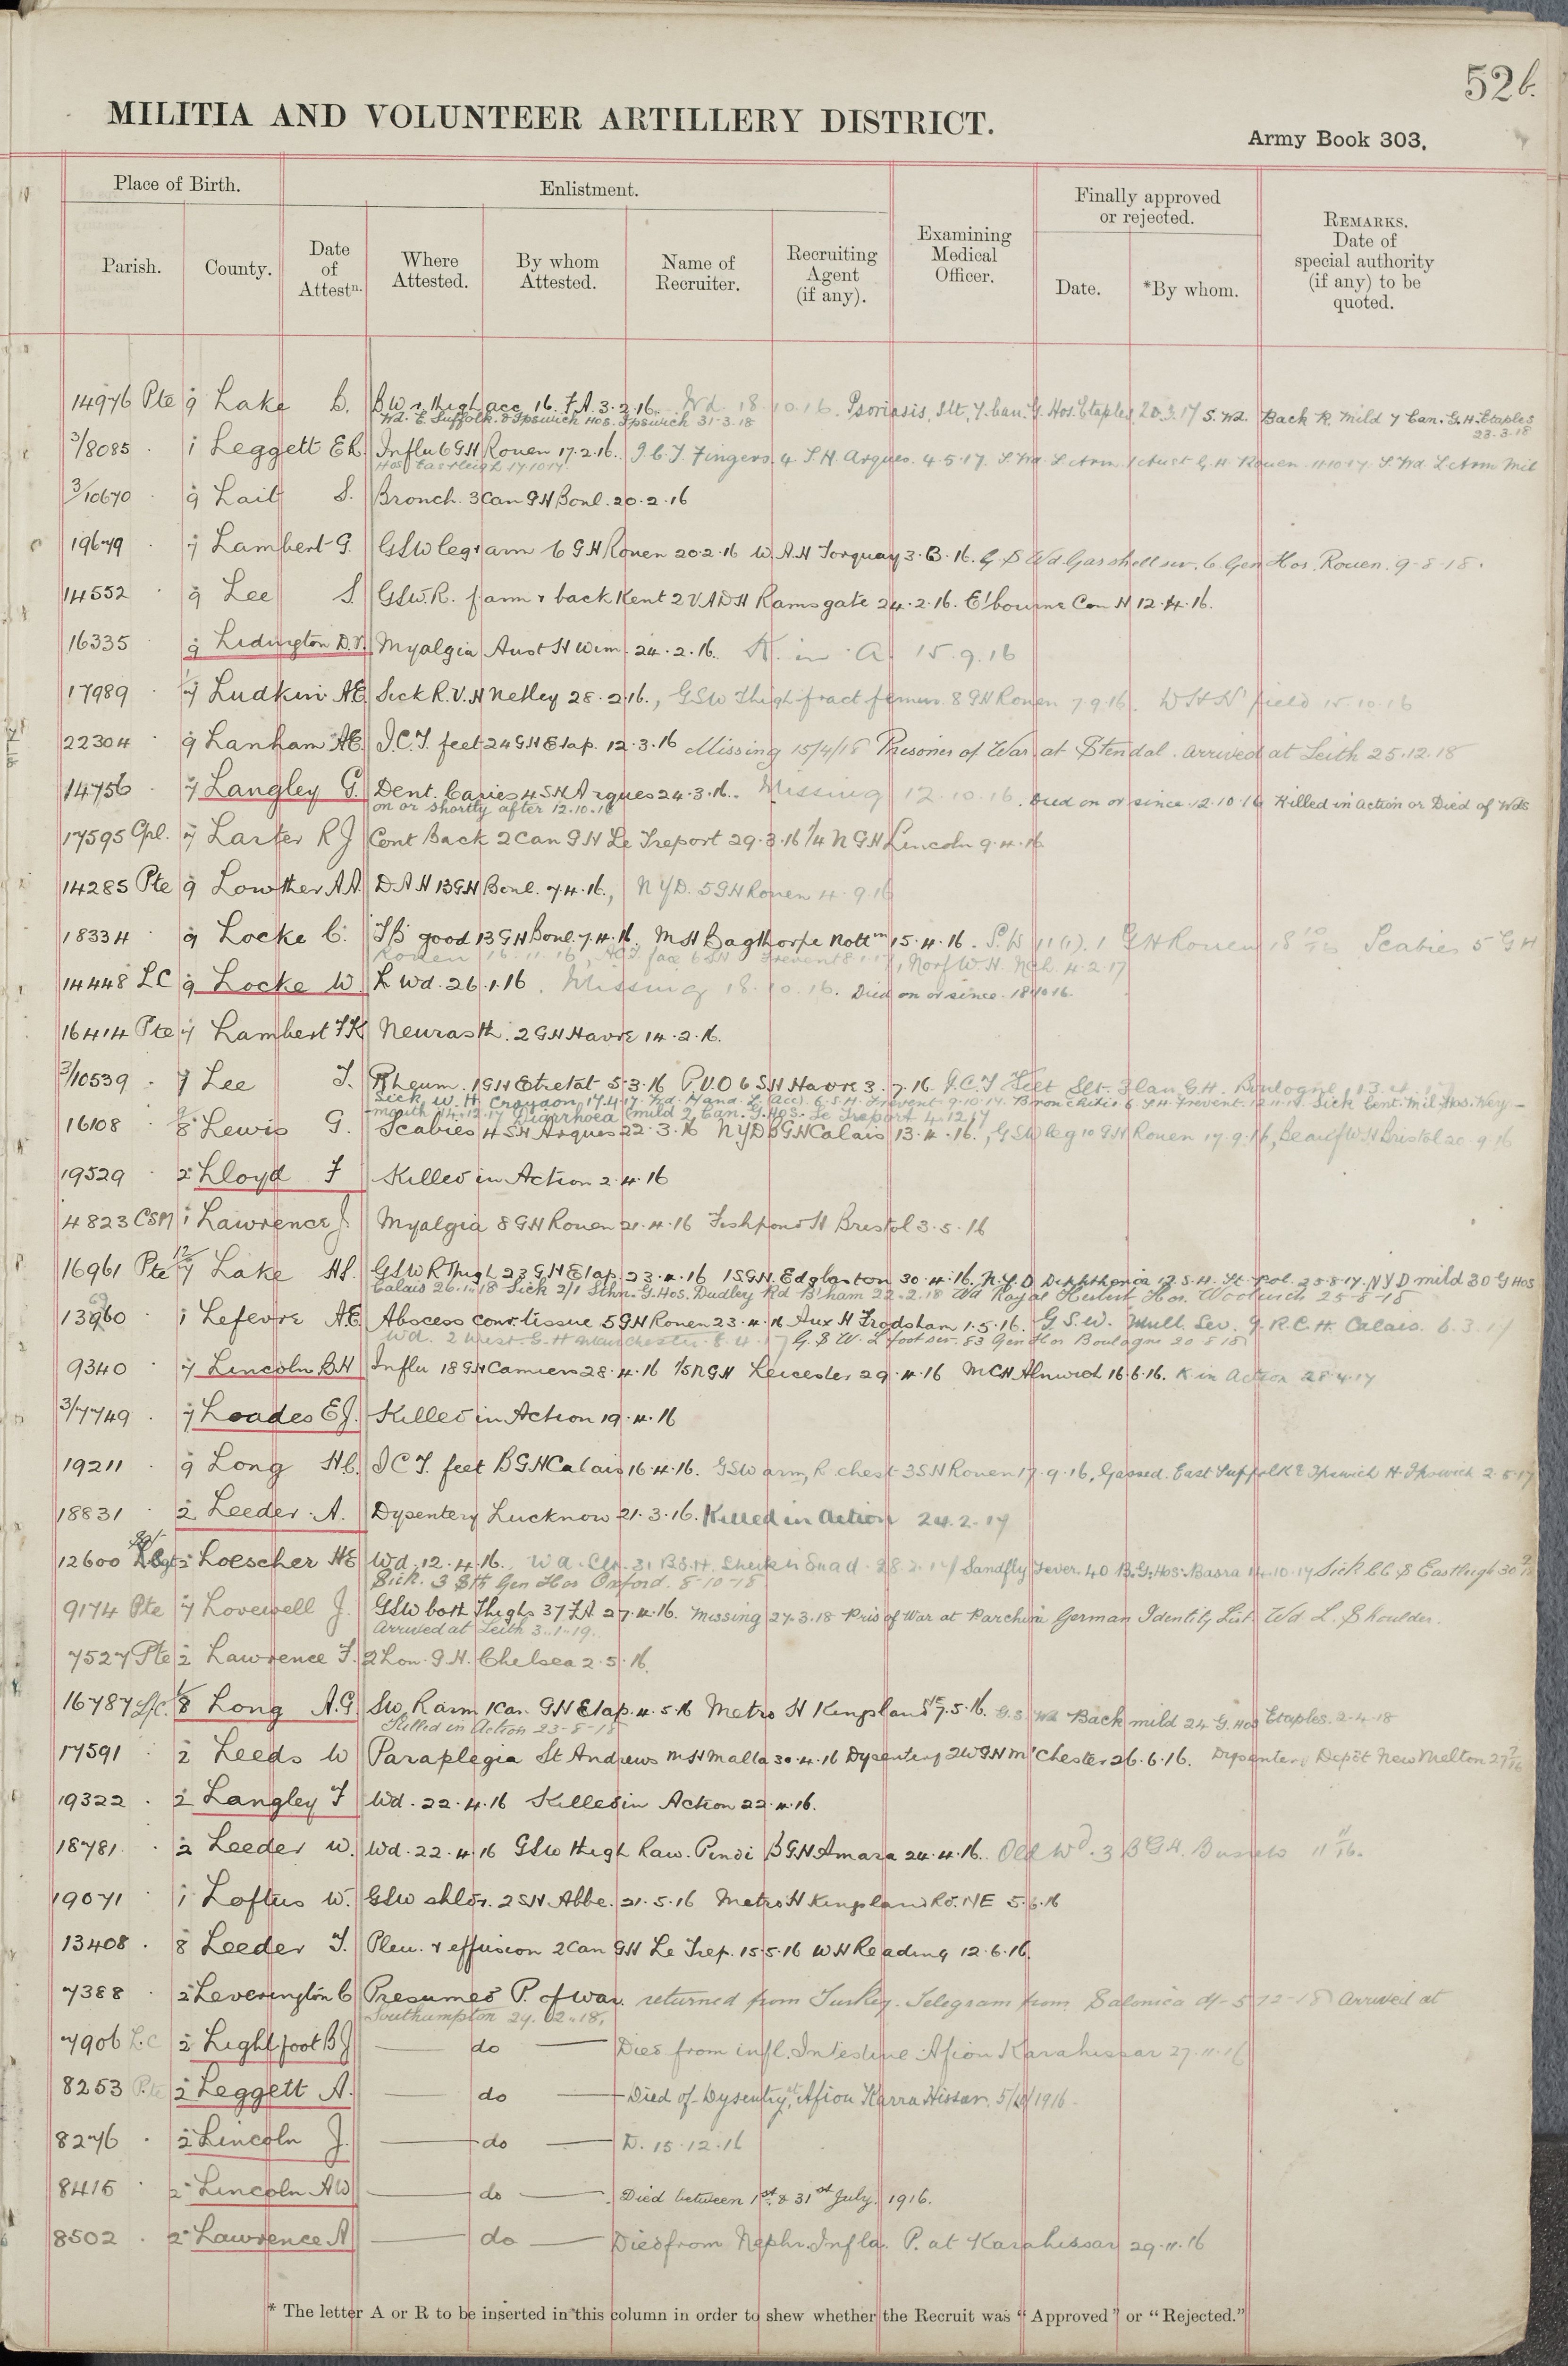 52b.
MILITIA AND VOLUNTEER ARTILLERY DISTRICT.
Army Book 303.
Place of Birth.
Enlistment.
Finally approved or rejected.
Parish.
County.
Date of Attestn.
Where Attested.
By whom Attested.
Name of Recruiter.
Recruiting Agent (if any).
Examining Medical Officer.
Date.
*By whom.
REMARKS. Date of special authority (if any) to be quoted.
14976 Pte 9 Lake B. BW r. thigh acc 16 F.A. 3.2.16. Wd. 18.10.16. Psoriasis, Slt, 7. Can. G. Hos. Etaples 20.3.17 S. Wd. Back R. Mild 7 Can. G.H. Etaples 23.3.18
Wd. E. Suffolk & Ipswich Hos. Ipswich 31-3-18
3/8085 1 Leggett E R. Influ 6 GH Rouen 17.2.16. I.C.T. Fingers. 4 S.H. Arques. 4.5.17. S. Wd. L Arm. 1 Aust G.H. Rouen 11.10.17. S. Wd. L Arm Mil
Hos. Eastleigh 17.10.17
3/10670 9 Lait S. Bronch. 3 Can GH Boul. 20.2.16
19679 7 Lambert G. GSW leg & arm 6 GH Rouen 20.2.16 W.A.H Torquay 3.3.16. G S Wd Gas shell sev. 6. Gen Hos. Rouen. 9-8-18.
14552 9 Lee S GSW. R. farm & back Kent 2 VADH Ramsgate 24.2.16. E'bourne Con H 12.4.16.
16335 9 Lidington D.V. Myalgia Aust H Wim. 24.2.16. K. in A. 15.9.16
17989 7 Ludkin AE Sick R.V.H Netley 28.2.16., GSW Thigh fract femur. 8 GH Rouen 7.9.16. W H N'field 15.10.16
22304 9 Lanham AE. I.C.T. feet 24 GH Etap. 12.3.16 Missing 15/4/18 Prisoner of War at Stendal. arrived at Leith 25.12.18
14756 7 Langley G. Dent. Caries 4 SH Arques 24.3.16. Missing 12.10.16. Died on or since 12.10.16 Killed in action or Died of Wds
on or shortly after 12.10.16
17595 Cpl. 7 Larter R J Cont Back 2 Can GH Le Treport 29.3.16 1/4 N GH Lincoln 9.4.16
14285 Pte 9 Lowther A A. DAH 13 GH Boul. 7.4.16., NYD. 5 GH Rouen 4.9.16
18334 9 Locke C. TB good 13 GH Boul. 7.4.16. MH Bagthorpe Nottm 15.4.16. 1 GH Rouen 18 Scabies 5 GH
Rouen 16.11.16, face 6 SH Frevent 8.1.17, Norf W.H. Nch. 4.2.17
14448 LC 9 Locke W. L Wd. 26.1.16. Missing 18.10.16. Died on or since 18.10.16.
16414 Pte 7 Lambert F K Neurasth. 2 GH Havre 14.2.16.
3/10539 7 Lee T. Rheum. 1 GH Etretat 5.3.16 P.U.O 6 SH Havre 3.7.16 I.C.T Feet Slt. 3 Can. G.H. Boulogne 13.4.17
Sick W. H. Croydon 17.4.17. Wd. Hand L (Acc). 6. S.H. Frevent 9.10.17. Bronchitis 6. S.H. Frevent. 12.11.17. Sick Cent. Mil. Hos. Wey-
mouth 14.12.17 Diarrhoea (mild 2 Can. G. Hos. Le Treport 4.12.17
16108 8 Lewis G. Scabies 4 SH Arques 22.3.16 NYD B GH Calais 13.4.16., GSW leg 10 GH Rouen 17.9.16, Beauf W H Bristol 20.9.16
19529 2 Lloyd F Killed in Action 2.4.16
4823 CSM 1 Lawrence J. Myalgia 8 GH Rouen 21.4.16 Fishponds H Bristol 3.5.16
16961 Pte 12/7 Lake HS. GSW R Thigh 23 GH Etap. 23.4.16 1 SGH. Edgbaston 30.4.16. N.Y.D Diphtheria 12. S.H. St Pol. 25.8.17. NYD mild 30 G Hos
Calais 26.1.18 Sick 2/1 Sthn. G. Hos. Dudley Rd B'ham 22.2.18 Wd Royal Herbert Hos. Woolwich 25-8-18
13960 1 Lefevre AE. Abscess conn. tissue 5 GH Rouen 23.4.16 Aux H Frodsham 1.5.16. G.S.W. Mult. Sev. 9. R.C.H. Calais. 6.3.17
Wd. 2 West. G.H Manchester. 8.4.17 G.S W. L foot sev. 83 Gen Hos Boulogne 20.8.18
9340 7 Lincoln BH Influ 18 GH Camiers 28.4.16 1/5 N GH Leicester 29.4.16 MCH Alnwich 16.6.16. K in Action 28.4.17
3/7749 7 Loades E J. Killed in Action 19.4.16
19211 9 Long H C. I C T. feet B GH Calais 16.4.16. GSW arm, R chest 3 SH Rouen 17.9.16, Gassed. East Suffolk & Ipswich H. Ipswich 2.5.17
18831 2 Leeder A. Dysentery Lucknow 21.3.16. Killed in Action 24.2.17
12600 2 Loescher HE Wd. 12.4.16. Wd. 31 B.S.H. Sheikh Saad 28.2.17 Sandfly Fever. 40 B.G. Hos. Basra 14.10.17 Sick CC S Eastleigh 30
Sick. 3 Sth Gen Hos Oxford. 8-10-18
9174 Pte 7 Lovewell J. GSW both Thighs 37 FA 27.4.16. Missing 27.3.18 Pris of War at Parchim German Identity List. Wd L. Shoulder.
Arrived at Leith 3.1.19.
7527 Pte 2 Lawrence F. 2 Lon. G.H. Chelsea 2.5.16.
16787 L/C. 8 Long A.G. SW R arm 1 Can. GH Etap. 4.5.16 Metro H Kingsland 7.5.16. G.S. Wd Back mild 24 G. Hos Etaples. 2.4.18
Killed in Action 23-8-18
17591 2 Leeds W Paraplegia St Andrews MH Malta 30.4.16 Dysentery 2W GH M'Chester 26.6.16. Dysentery Depôt New Melton 27
19322 2 Langley F Wd. 22.4.16 Killed in Action 22.4.16.
18781 2 Leeder W. Wd. 22.4.16 GSW thigh Raw. Pindi B GH Amara 24.4.16. Old Wd. 3 B G H. 11/16.
19071 1 Loftus W. GSW shldr. 2 SH Abbe. 21.5.16 Metro H Kingsland Rd. NE 5.6.16
13408 8 Leeder T. Pleu. & effusion 2 Can GH Le Trep. 15.5.16 WH Reading 12.6.16.
7388 2 Leverington C Presumed P. of War. returned from Turkey. Telegram from Salonica d/- 5-12-18 Arrived at
Southampton 24.12.18.
7906 L.C 2 Lightfoot B J — do — Died from infl. Intestine Afion Karahissar 27.11.16
8253 Pte 2 Leggett A. — do — Died of Dysentry, at Afion Karra Hissar, 5/10/1916
8276 2 Lincoln J. — do — D. 15.12.16
8415 2 Lincoln AW — do — Died between 1st & 31st July, 1916.
8502 2 Lawrence A — do — Died from Nephr. Infla. P. at Karahissar 29.11.16
* The letter A or R to be inserted in this column in order to shew whether the Recruit was “Approved” or “Rejected.”